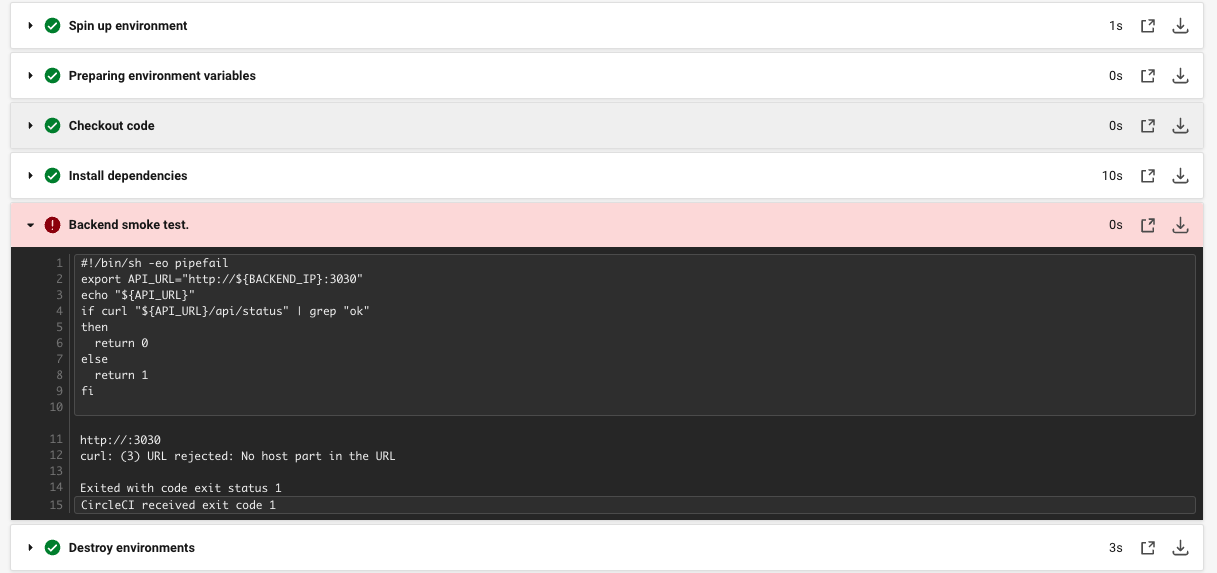 Spin up environment 1s
Preparing environment variables 0s
Checkout code 0s
Install dependencies 10s
Backend smoke test. 0s
1 #!/bin/sh -eo pipefail
2 export API_URL="http://${BACKEND_IP}:3030"
3 echo "${API_URL}"
4 if curl "${API_URL}/api/status" | grep "ok"
5 then
6 return 0
7 else
8 return 1
9 fi
10
11 http://:3030
12 curl: (3) URL rejected: No host part in the URL
13
14 Exited with code exit status 1
15 CircleCI received exit code 1
Destroy environments 3s